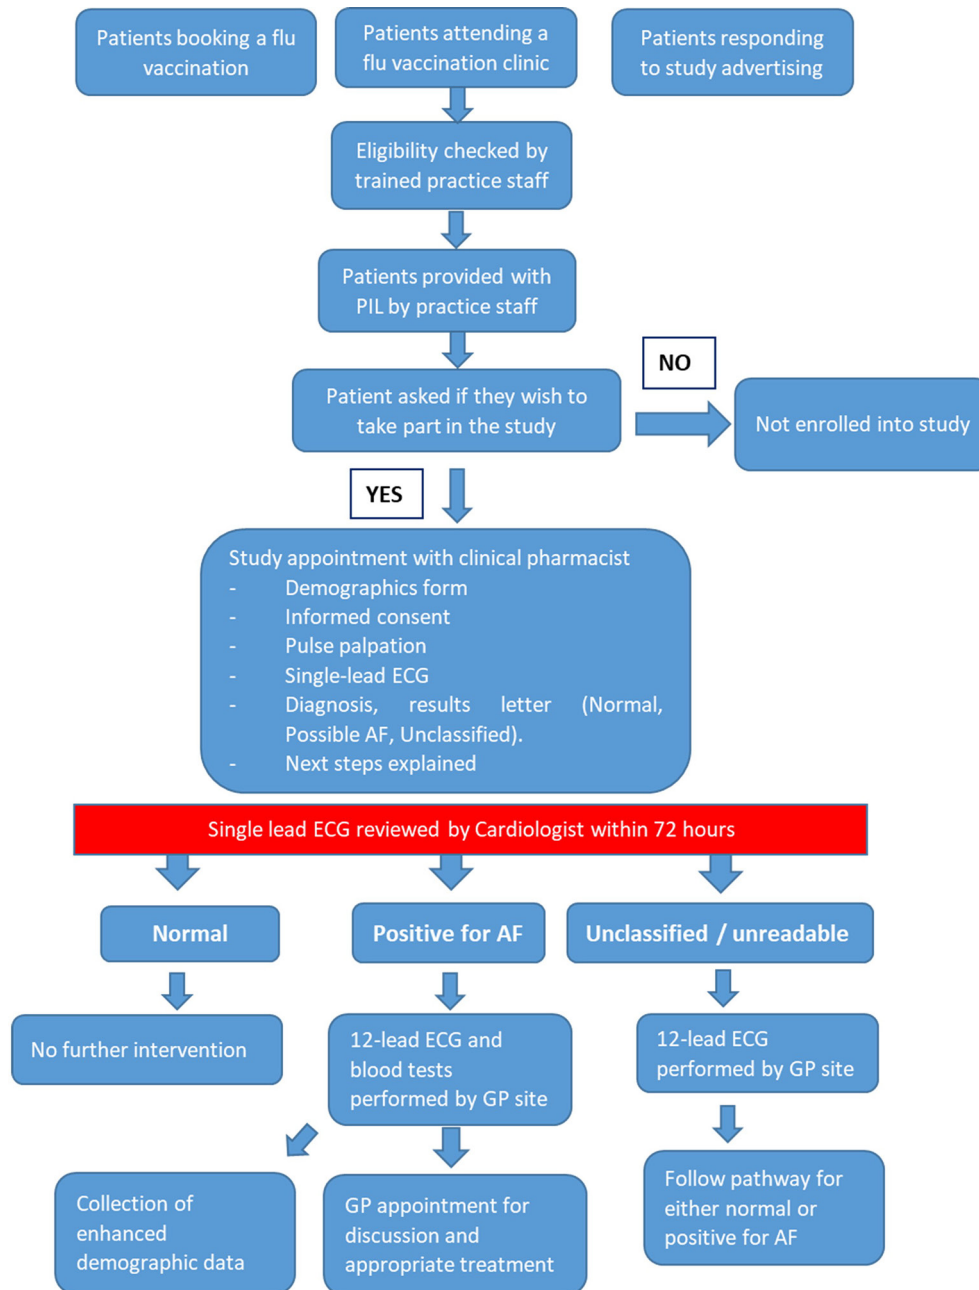 Patients booking a flu
vaccination
Patients attending a
flu vaccination clinic
Patients responding
to study advertising
Eligibility checked by
trained practice staff
Patients provided with
PIL by practice staff
Patient asked if they wish to
take part in the study
NO
Not enrolled into study
YES
Study appointment with clinical pharmacist
- Demographics form
- Informed consent
- Pulse palpation
- Single-lead ECG
- Diagnosis, results letter (Normal,
Possible AF, Unclassified).
- Next steps explained
Single lead ECG reviewed by Cardiologist within 72 hours
Normal
Positive for AF
Unclassified / unreadable
No further intervention
12-lead ECG and
blood tests
performed by GP site
12-lead ECG
performed by GP site
Collection of
enhanced
demographic data
GP appointment for
discussion and
appropriate treatment
Follow pathway for
either normal or
positive for AF